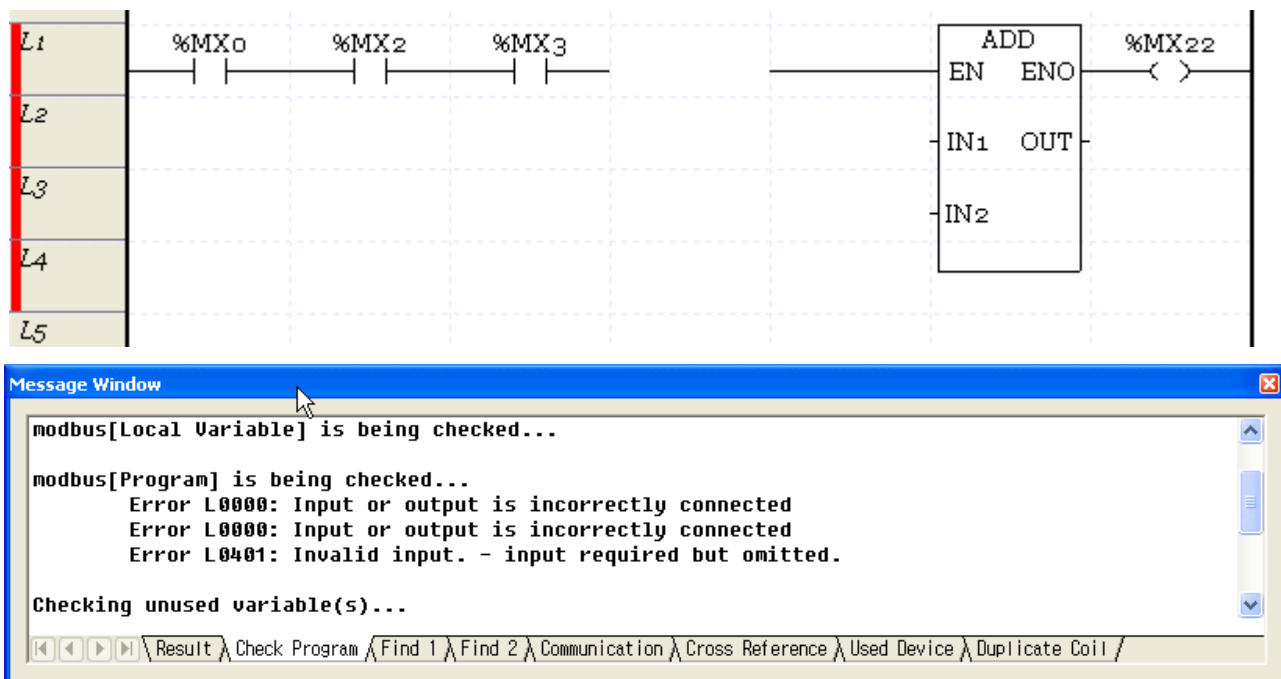 L1 %MX0 %MX2 %MX3 ADD %MX22
EN ENO
L2
IN1 OUT
L3
IN2
L4
L5
Message Window
modbus[Local Variable] is being checked...
modbus[Program] is being checked...
Error L0000: Input or output is incorrectly connected
Error L0000: Input or output is incorrectly connected
Error L0401: Invalid input. - input required but omitted.
Checking unused variable(s)...
Result Check Program Find 1 Find 2 Communication Cross Reference Used Device Duplicate Coil